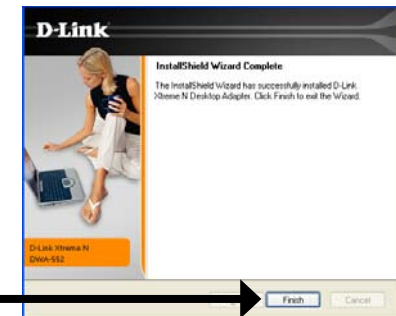 D-Link
InstallShield Wizard Complete
The InstallShield Wizard has successfully installed D-Link
Xtreme N Desktop Adapter. Click Finish to exit the Wizard.
D-Link Xtreme N
DWA-552
Finish
Cancel